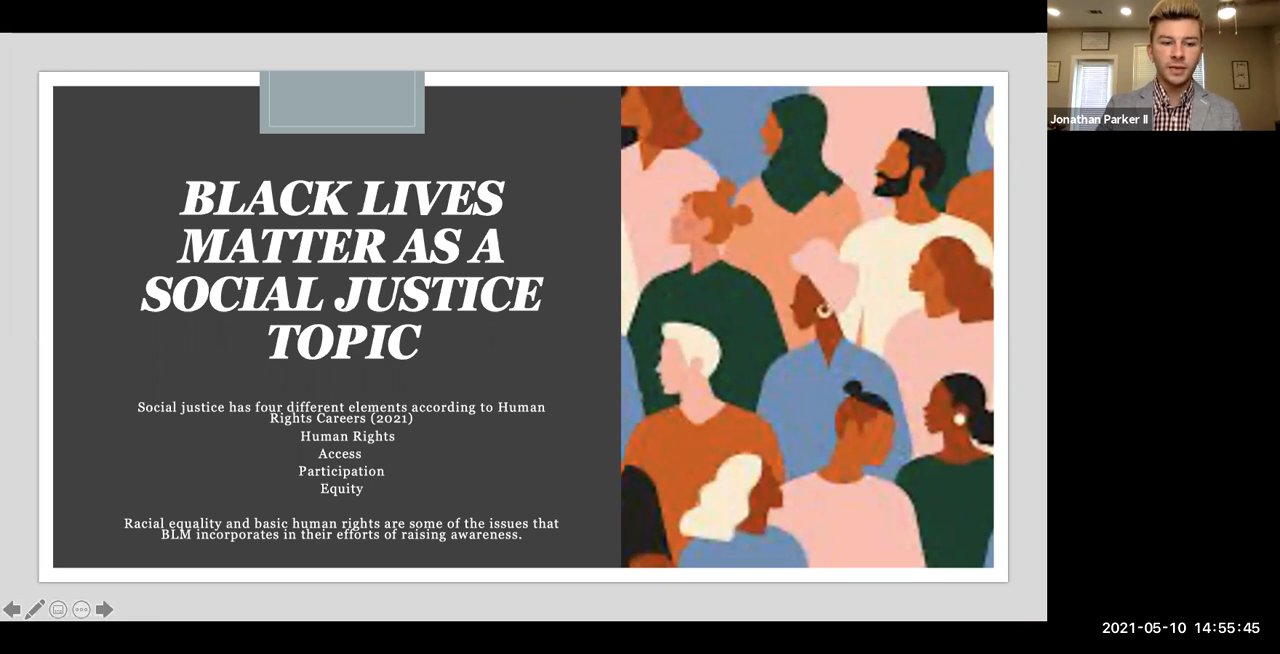 BLACK LIVES
MATTER AS A
SOCIAL JUSTICE
TOPIC
Social justice has four different elements according to Human
Rights Careers (2021)
Human Rights
Access
Participation
Equity
Racial equality and basic human rights are some of the issues that
BLM incorporates in their efforts of raising awareness.
Jonathan Parker II
2021-05-10 14:55:45